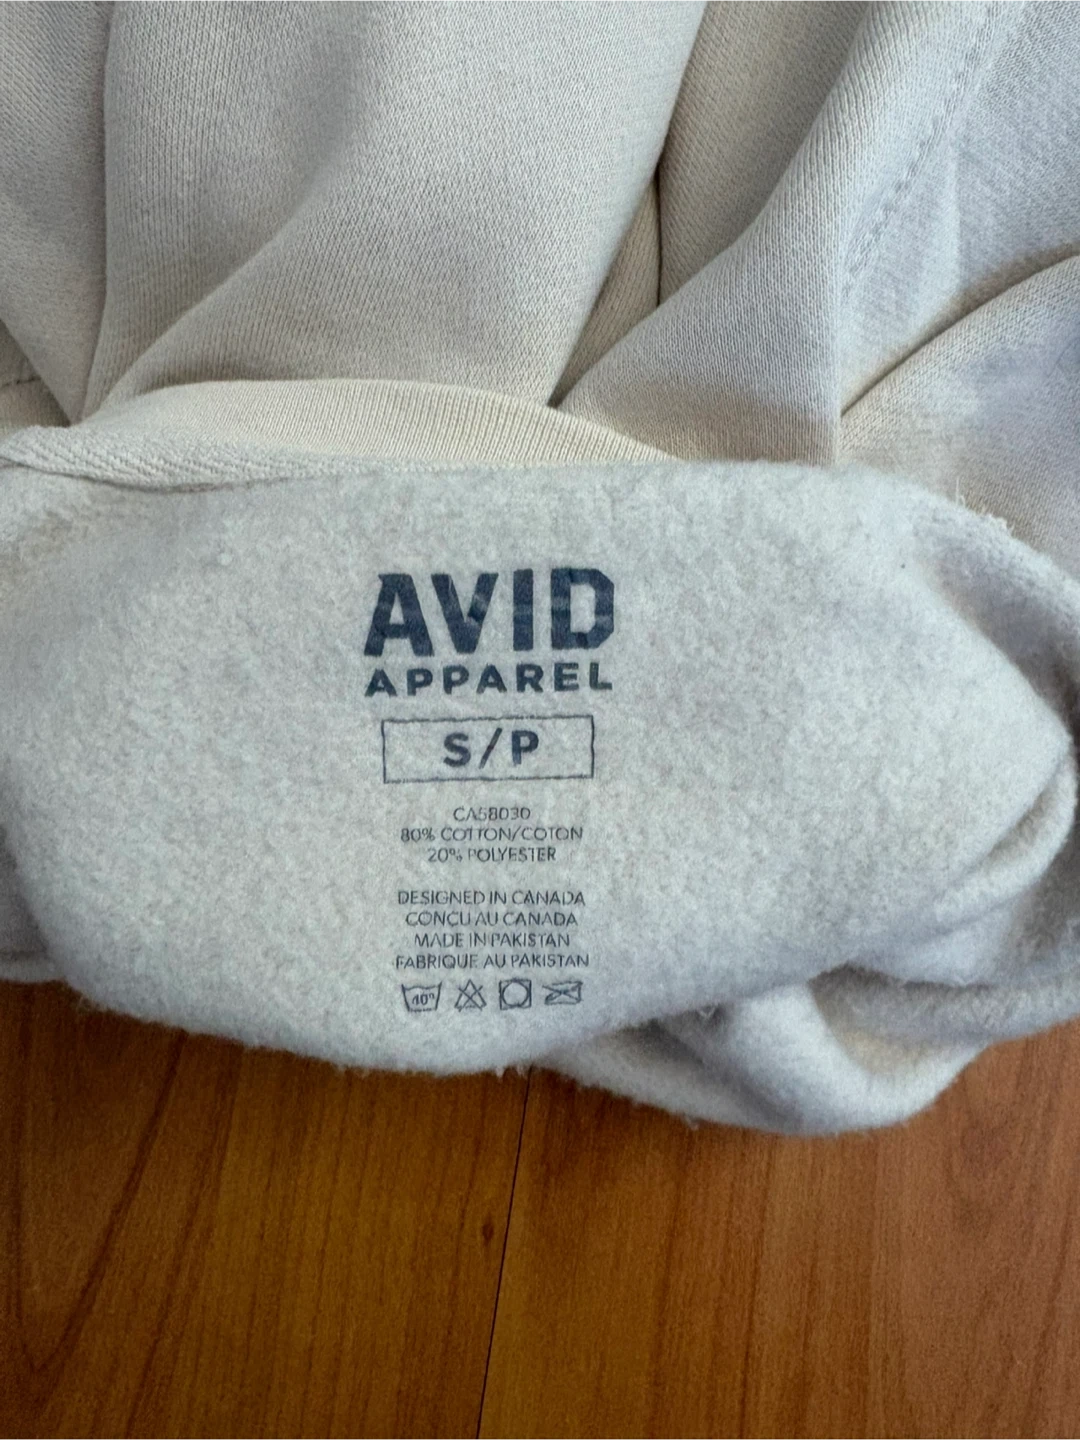 AVID
APPAREL
S/P
CA58030
80% COTTON/COTON
20% POLYESTER
DESIGNED IN CANADA
CONÇU AU CANADA
MADE IN PAKISTAN
FABRIQUE AU PAKISTAN
40°